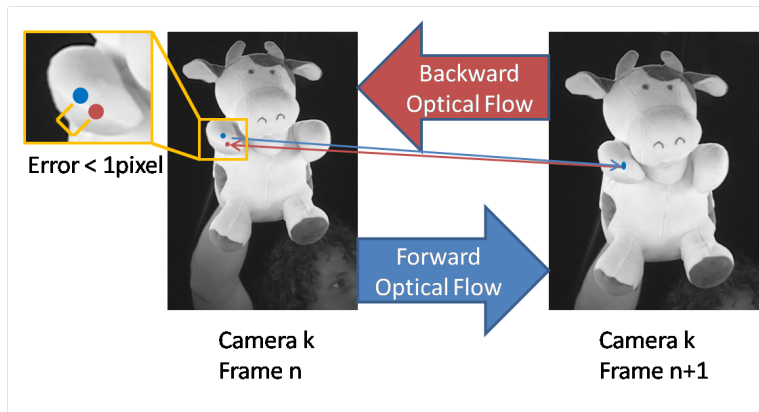 Backward
Optical Flow
Error < 1pixel
Forward
Optical Flow
Camera k
Frame n
Camera k
Frame n+1